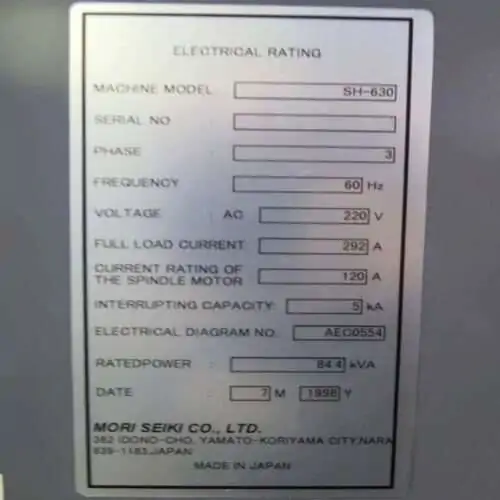 ELECTRICAL RATING
MACHINE MODEL SH-630
SERIAL NO
PHASE 3
FREQUENCY 60 Hz
VOLTAGE : AC 220 V
FULL LOAD CURRENT 292 A
CURRENT RATING OF
THE SPINDLE MOTOR 120 A
INTERRUPTING CAPACITY: 5 kA
ELECTRICAL DIAGRAM NO. AEC0554
RATEDPOWER : 84.4 kVA
DATE : 7 M 1998 Y
MORI SEIKI CO., LTD.
362 IDONO-CHO, YAMATO-KORIYAMA CITY,NARA
639-1183,JAPAN
MADE IN JAPAN